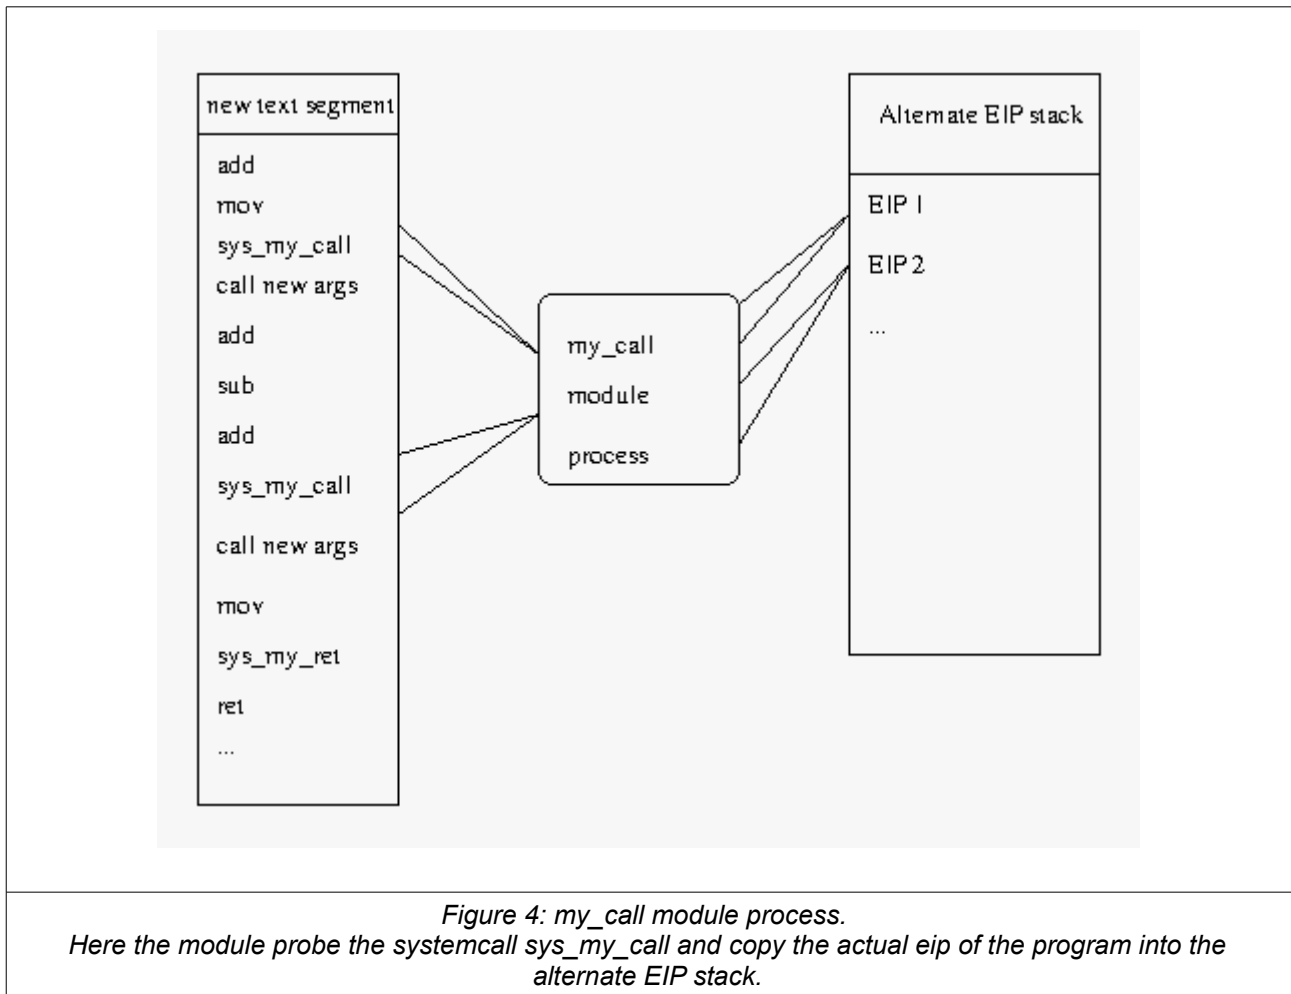 new text segment
add
mov
sys_my_call
call new args
add
sub
add
sys_my_call
call new args
mov
sys_my_ret
ret
...
my_call
module
process
Alternate EIP stack
EIP 1
EIP 2
...
Figure 4: my_call module process.
Here the module probe the systemcall sys_my_call and copy the actual eip of the program into the
alternate EIP stack.